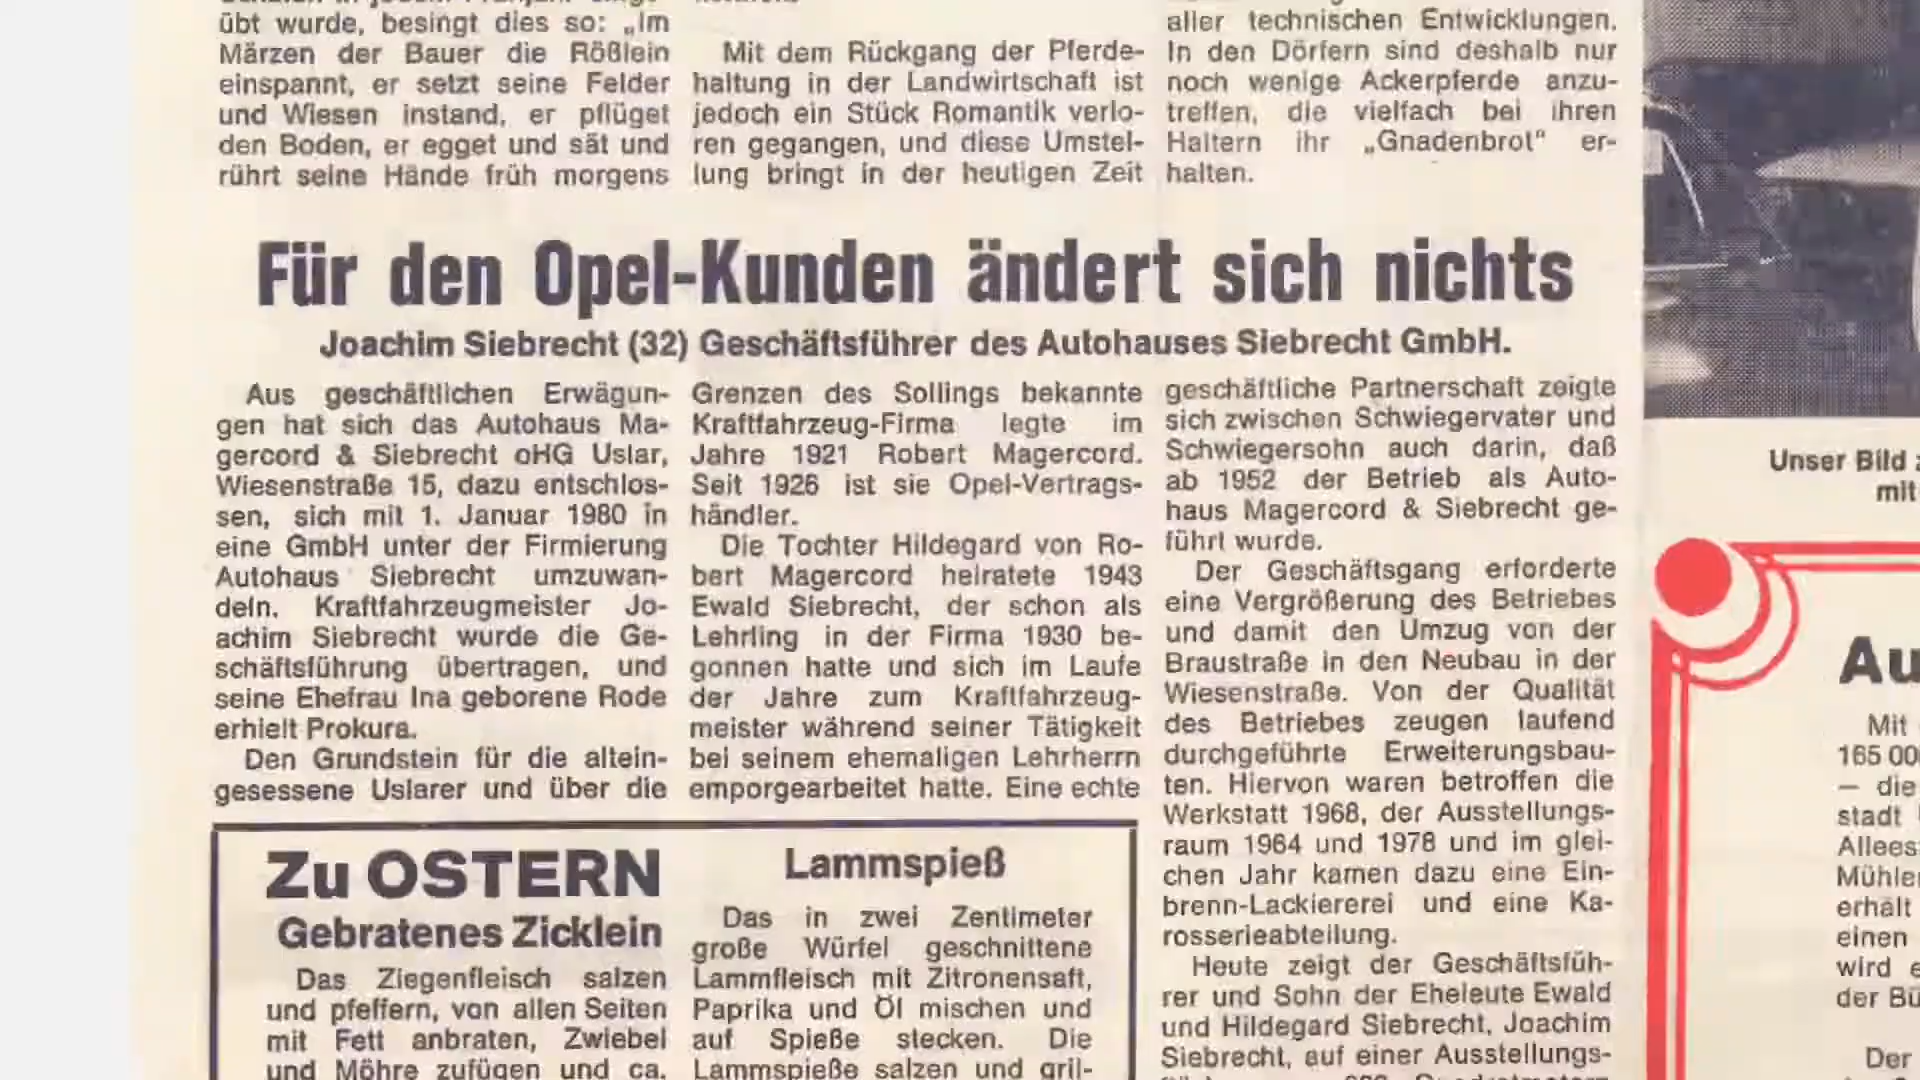 übt wurde, besingt dies so: „Im
Märzen der Bauer die Rößlein
einspannt, er setzt seine Felder
und Wiesen instand, er pflüget
den Boden, er egget und sät und
rührt seine Hände früh morgens
Mit dem Rückgang der Pferde-
haltung in der Landwirtschaft ist
jedoch ein Stück Romantik verlo-
ren gegangen, und diese Umstel-
lung bringt in der heutigen Zeit
aller technischen Entwicklungen.
In den Dörfern sind deshalb nur
noch wenige Ackerpferde anzu-
treffen, die vielfach bei ihren
Haltern ihr „Gnadenbrot“ er-
halten.
Für den Opel-Kunden ändert sich nichts
Joachim Siebrecht (32) Geschäftsführer des Autohauses Siebrecht GmbH.
Aus geschäftlichen Erwägun-
gen hat sich das Autohaus Ma-
gercord & Siebrecht oHG Uslar,
Wiesenstraße 15, dazu entschlos-
sen, sich mit 1. Januar 1980 in
eine GmbH unter der Firmierung
Autohaus Siebrecht umzuwan-
deln. Kraftfahrzeugmeister Jo-
achim Siebrecht wurde die Ge-
schäftsführung übertragen, und
seine Ehefrau Ina geborene Rode
erhielt Prokura.
Den Grundstein für die altein-
gesessene Uslarer und über die
Grenzen des Sollings bekannte
Kraftfahrzeug-Firma legte im
Jahre 1921 Robert Magercord.
Seit 1926 ist sie Opel-Vertrags-
händler.
Die Tochter Hildegard von Ro-
bert Magercord heiratete 1943
Ewald Siebrecht, der schon als
Lehrling in der Firma 1930 be-
gonnen hatte und sich im Laufe
der Jahre zum Kraftfahrzeug-
meister während seiner Tätigkeit
bei seinem ehemaligen Lehrherrn
emporgearbeitet hatte. Eine echte
geschäftliche Partnerschaft zeigte
sich zwischen Schwiegervater und
Schwiegersohn auch darin, daß
ab 1952 der Betrieb als Auto-
haus Magercord & Siebrecht ge-
führt wurde.
Der Geschäftsgang erforderte
eine Vergrößerung des Betriebes
und damit den Umzug von der
Braustraße in den Neubau in der
Wiesenstraße. Von der Qualität
des Betriebes zeugen laufend
durchgeführte Erweiterungsbau-
ten. Hiervon waren betroffen die
Werkstatt 1968, der Ausstellungs-
raum 1964 und 1978 und im glei-
chen Jahr kamen dazu eine Ein-
brenn-Lackiererei und eine Ka-
rosserieabteilung.
Heute zeigt der Geschäftsfüh-
rer und Sohn der Eheleute Ewald
und Hildegard Siebrecht, Joachim
Siebrecht, auf einer Ausstellungs-
Zu OSTERN
Gebratenes Zicklein
Das Ziegenfleisch salzen
und pfeffern, von allen Seiten
mit Fett anbraten, Zwiebel
und Möhre zufügen und ca.
Lammspieß
Das in zwei Zentimeter
große Würfel geschnittene
Lammfleisch mit Zitronensaft,
Paprika und Öl mischen und
auf Spieße stecken. Die
Lammspieße salzen und gril-
Unser Bild
mit
Au
Mit
165 00
— die
stadt
Allees
Mühle
erhält
einen
wird
der Bü
Der